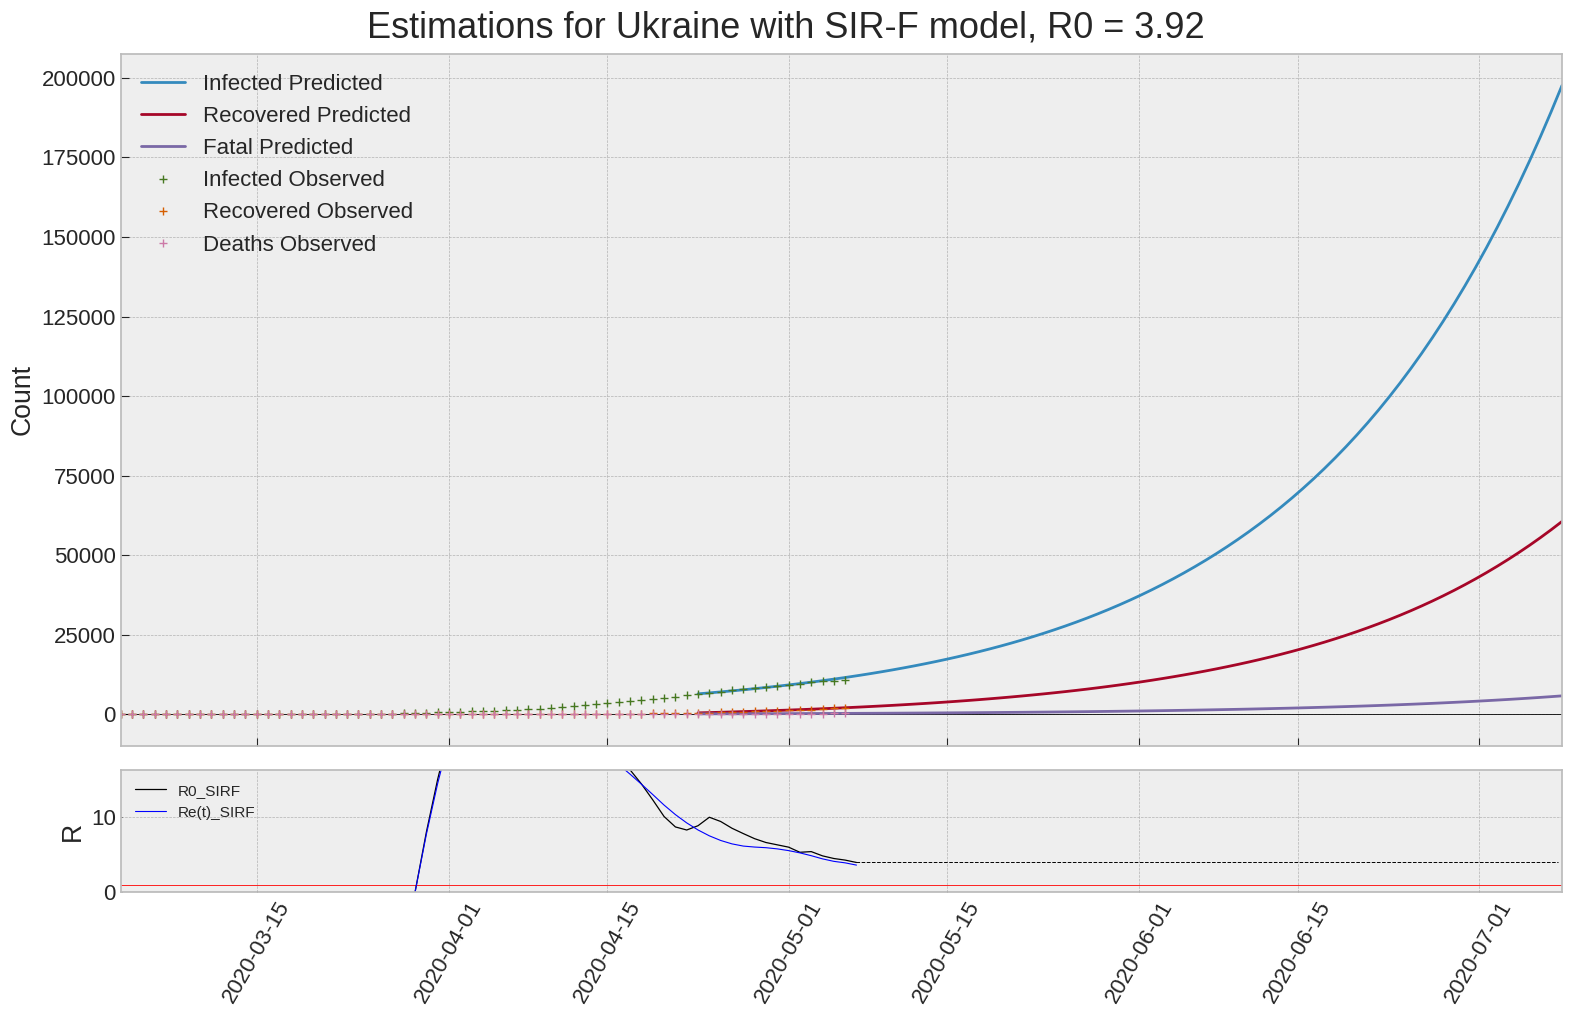 Estimations for Ukraine with SIR-F model, R0 = 3.92
200000
175000
150000
125000
100000
75000
50000
25000
0
Count
Infected Predicted
Recovered Predicted
Fatal Predicted
Infected Observed
Recovered Observed
Deaths Observed
R0_SIRF
Re(t)_SIRF
10
0
R
2020-03-15
2020-04-01
2020-04-15
2020-05-01
2020-05-15
2020-06-01
2020-06-15
2020-07-01